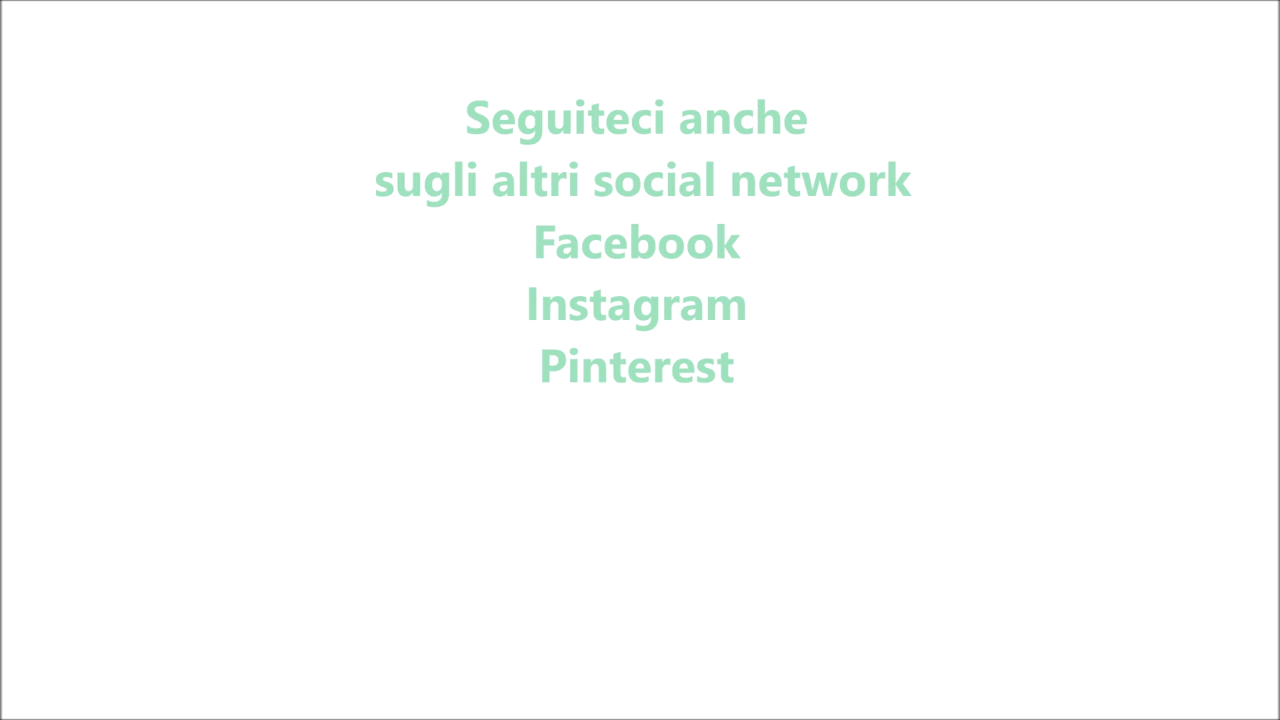 Seguiteci anche
sugli altri social network
Facebook
Instagram
Pinterest